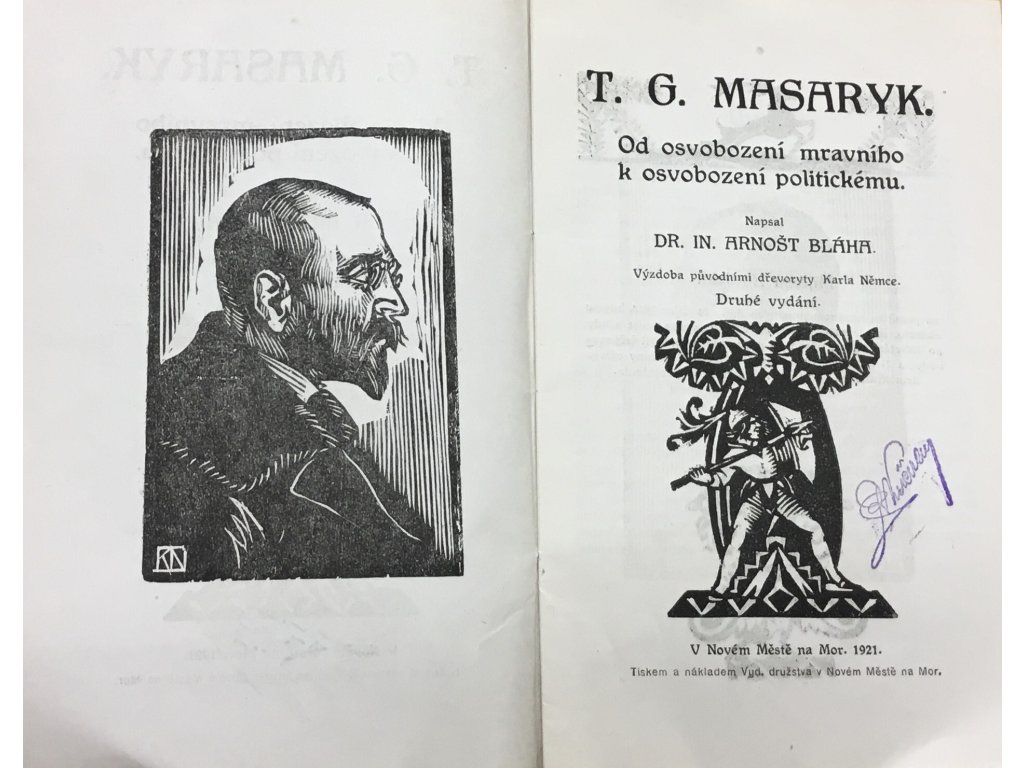 T. G. MASARYK.
Od osvobození mravního
k osvobození politickému.
Napsal
DR. IN. ARNOŠT BLÁHA.
Výzdoba původními dřevoryty Karla Němce.
Druhé vydání.
V Novém Městě na Mor. 1921.
Tiskem a nákladem Vyd. družstva v Novém Městě na Mor.
KN